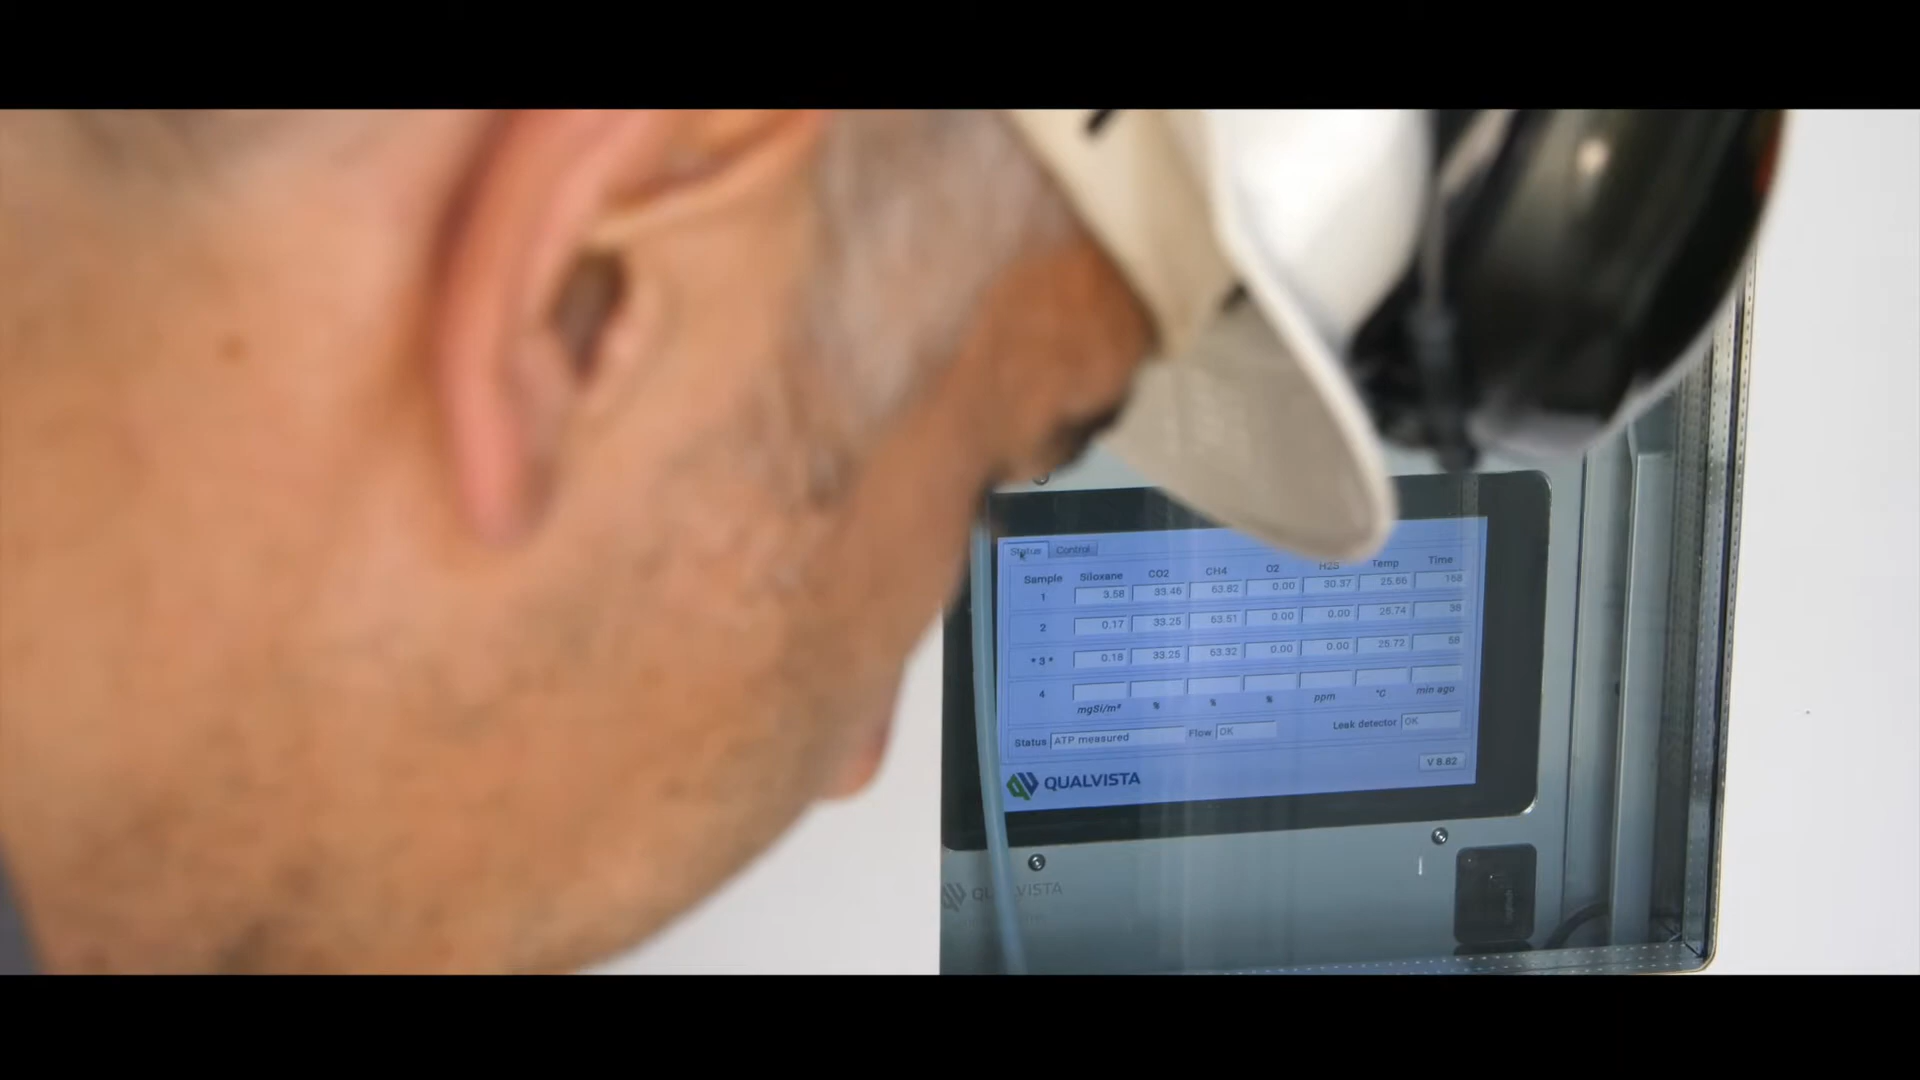 Status Control
Sample Siloxane CO2 CH4 O2 H2S Temp Time
1 3.58 33.46 63.82 0.00 30.37 25.66 168
2 0.17 33.25 63.51 0.00 0.00 25.74 38
*3* 0.18 33.25 63.32 0.00 0.00 25.72 58
4
mgSi/m³ % % % ppm °C min ago
Status ATP measured Flow OK Leak detector OK
V 8.62
QUALVISTA
QUALVISTA